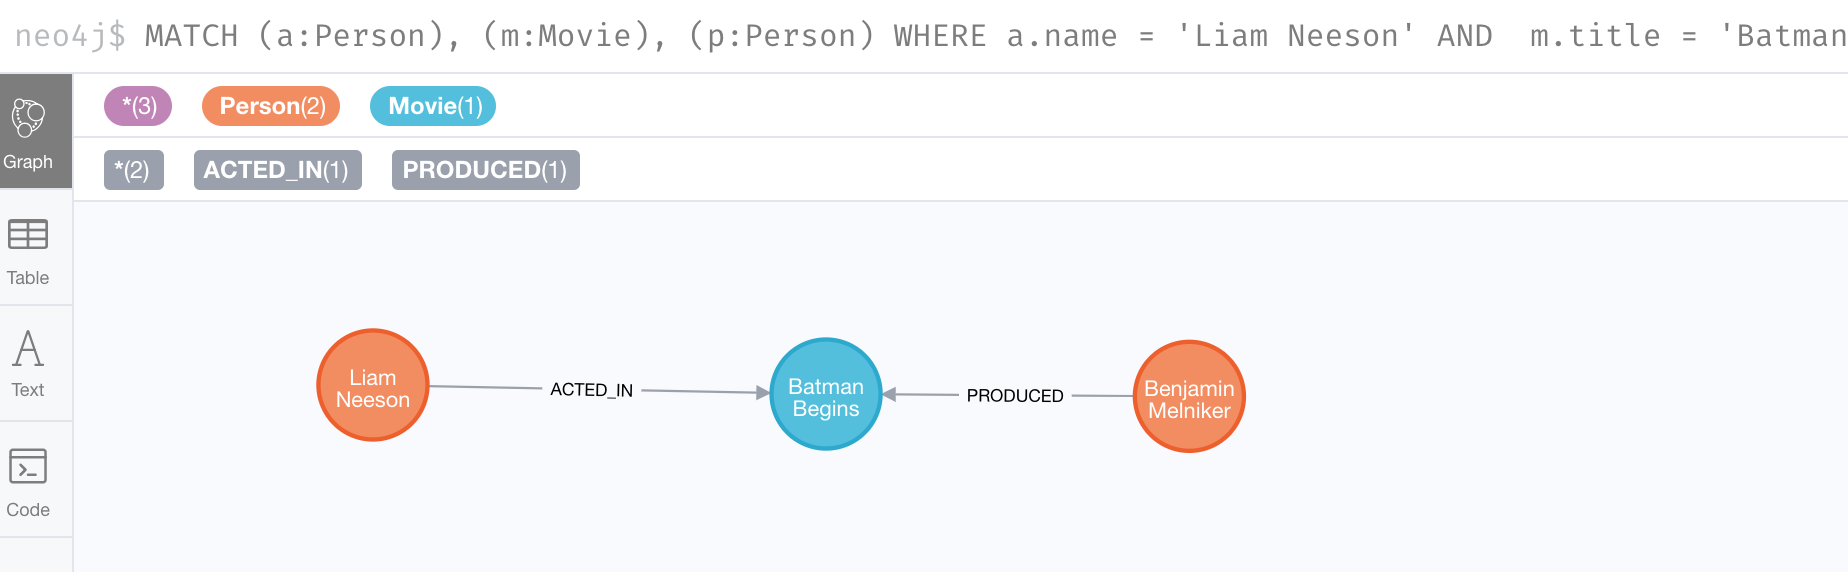 neo4j$ MATCH (a:Person), (m:Movie), (p:Person) WHERE a.name = 'Liam Neeson' AND  m.title = 'Batman
*(3) Person(2) Movie(1)
*(2) ACTED_IN(1) PRODUCED(1)
Graph
Table
Text
Code
Liam
Neeson
ACTED_IN
Batman
Begins
PRODUCED
Benjamin
Melniker